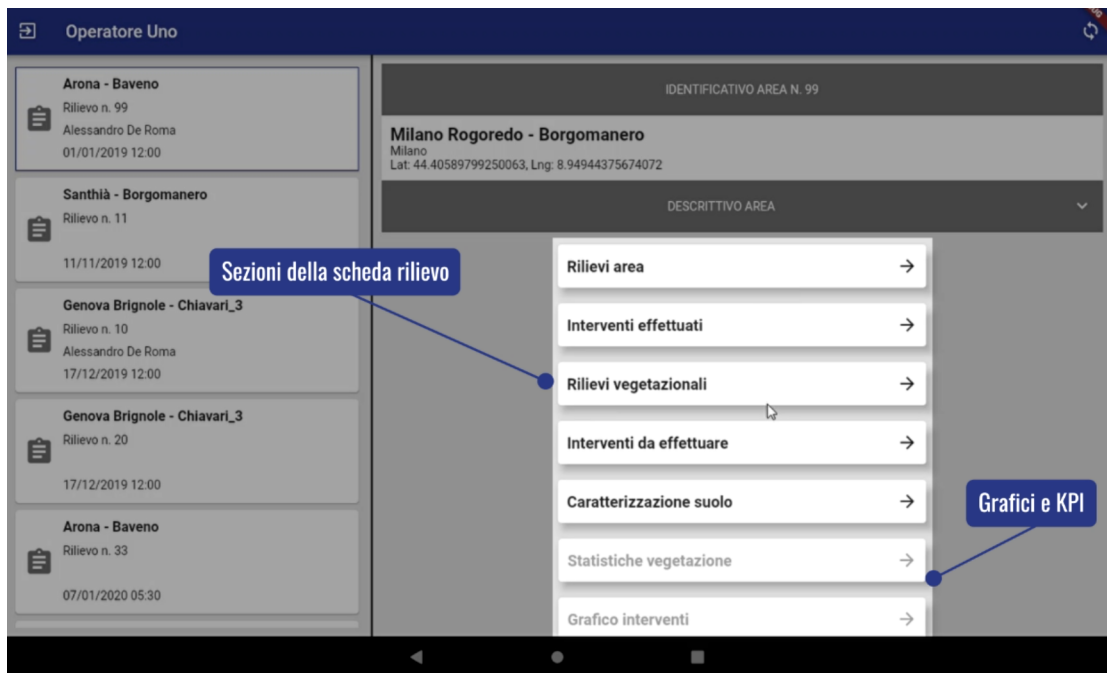 Operatore Uno
Arona - Baveno
Rilievo n. 99
Alessandro De Roma
01/01/2019 12:00
Santhià - Borgomanero
Rilievo n. 11
11/11/2019 12:00
Genova Brignole - Chiavari_3
Rilievo n. 10
Alessandro De Roma
17/12/2019 12:00
Genova Brignole - Chiavari_3
Rilievo n. 20
17/12/2019 12:00
Arona - Baveno
Rilievo n. 33
07/01/2020 05:30
IDENTIFICATIVO AREA N. 99
Milano Rogoredo - Borgomanero
Milano
Lat: 44.40589799250063, Lng: 8.94944375674072
DESCRITTIVO AREA
Sezioni della scheda rilievo
Rilievi area
Interventi effettuati
Rilievi vegetazionali
Interventi da effettuare
Caratterizzazione suolo
Statistiche vegetazione
Grafico interventi
Grafici e KPI